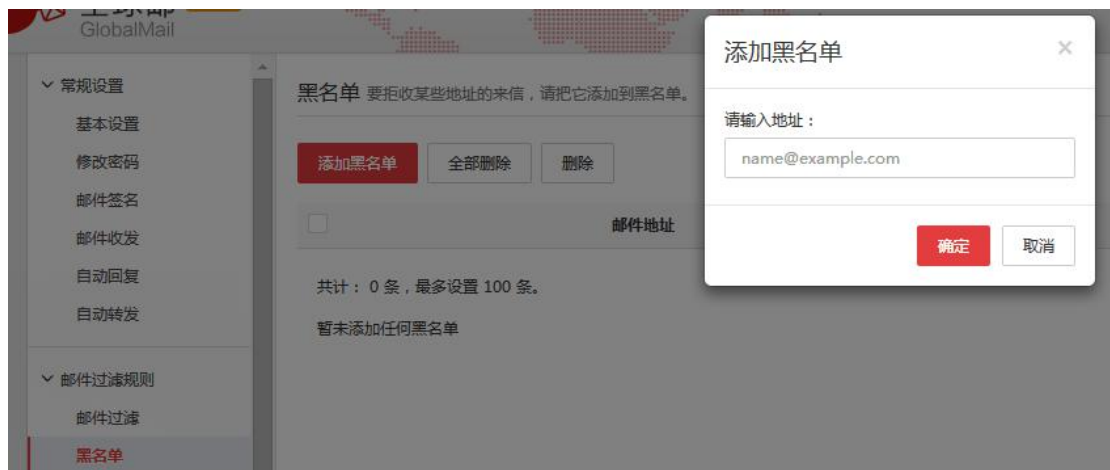 GlobalMail
常规设置
基本设置
修改密码
邮件签名
邮件收发
自动回复
自动转发
邮件过滤规则
邮件过滤
黑名单
黑名单 要拒收某些地址的来信，请把它添加到黑名单。
添加黑名单 全部删除 删除
邮件地址
共计： 0 条，最多设置 100 条。
暂未添加任何黑名单
添加黑名单 ×
请输入地址：
name@example.com
确定 取消